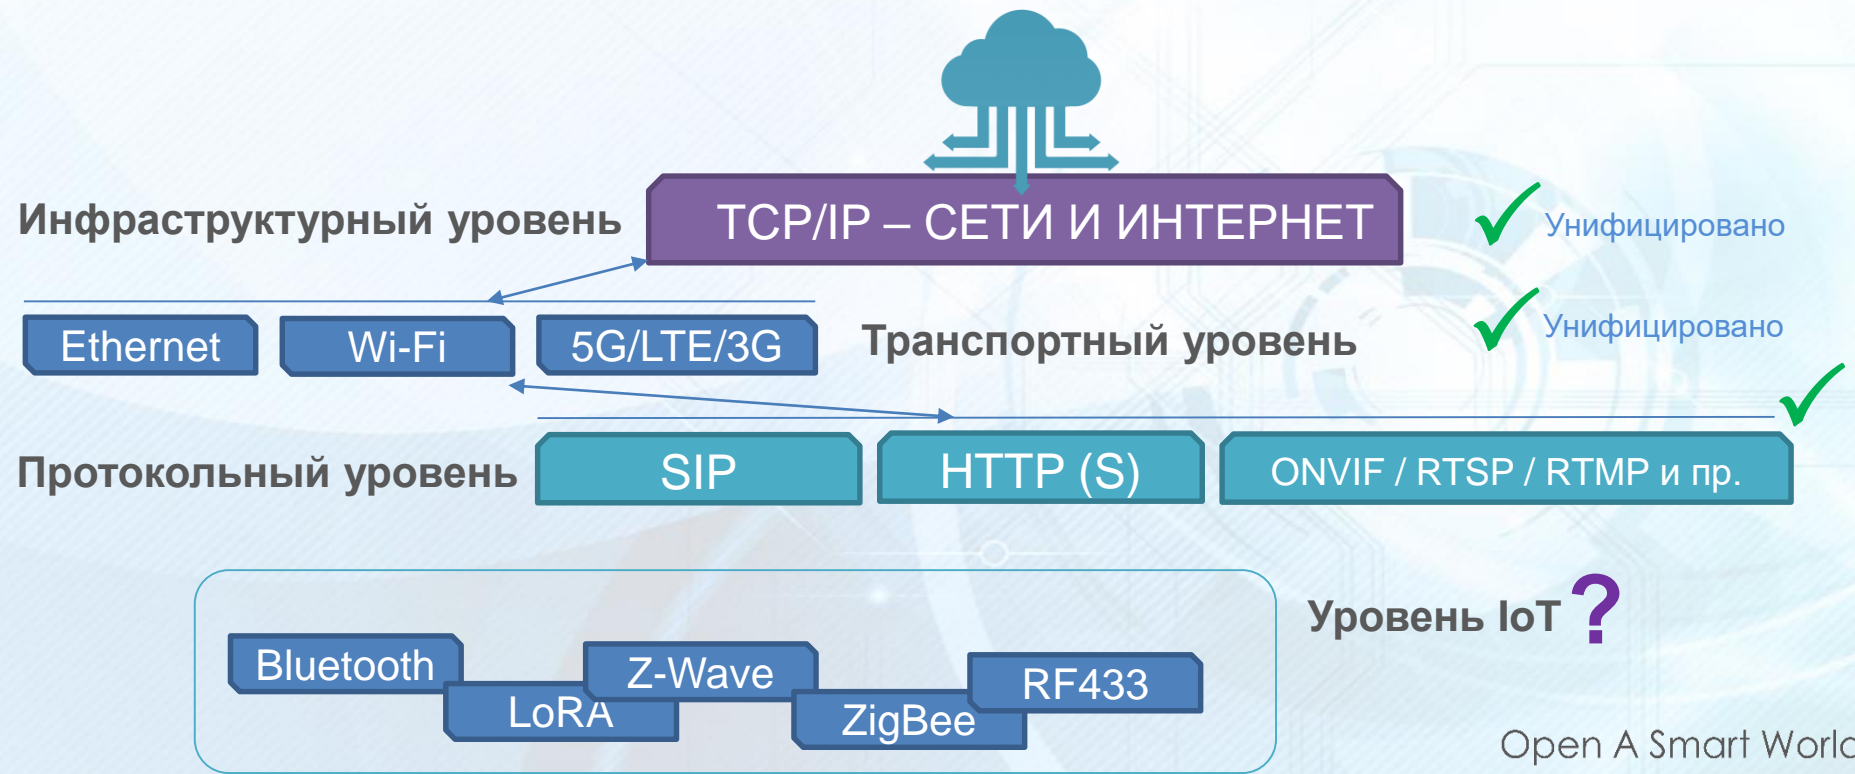 Инфраструктурный уровень
TCP/IP – СЕТИ И ИНТЕРНЕТ
Унифицировано
Ethernet
Wi-Fi
5G/LTE/3G
Транспортный уровень
Унифицировано
Протокольный уровень
SIP
HTTP (S)
ONVIF / RTSP / RTMP и пр.
Уровень IoT ?
Bluetooth
LoRA
Z-Wave
ZigBee
RF433
Open A Smart World